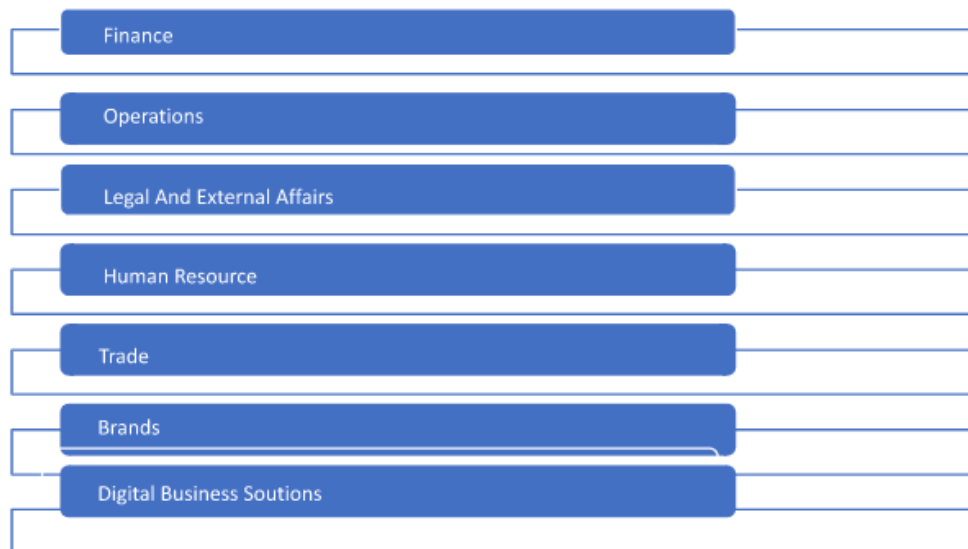 Finance
Operations
Legal And External Affairs
Human Resource
Trade
Brands
Digital Business Soutions